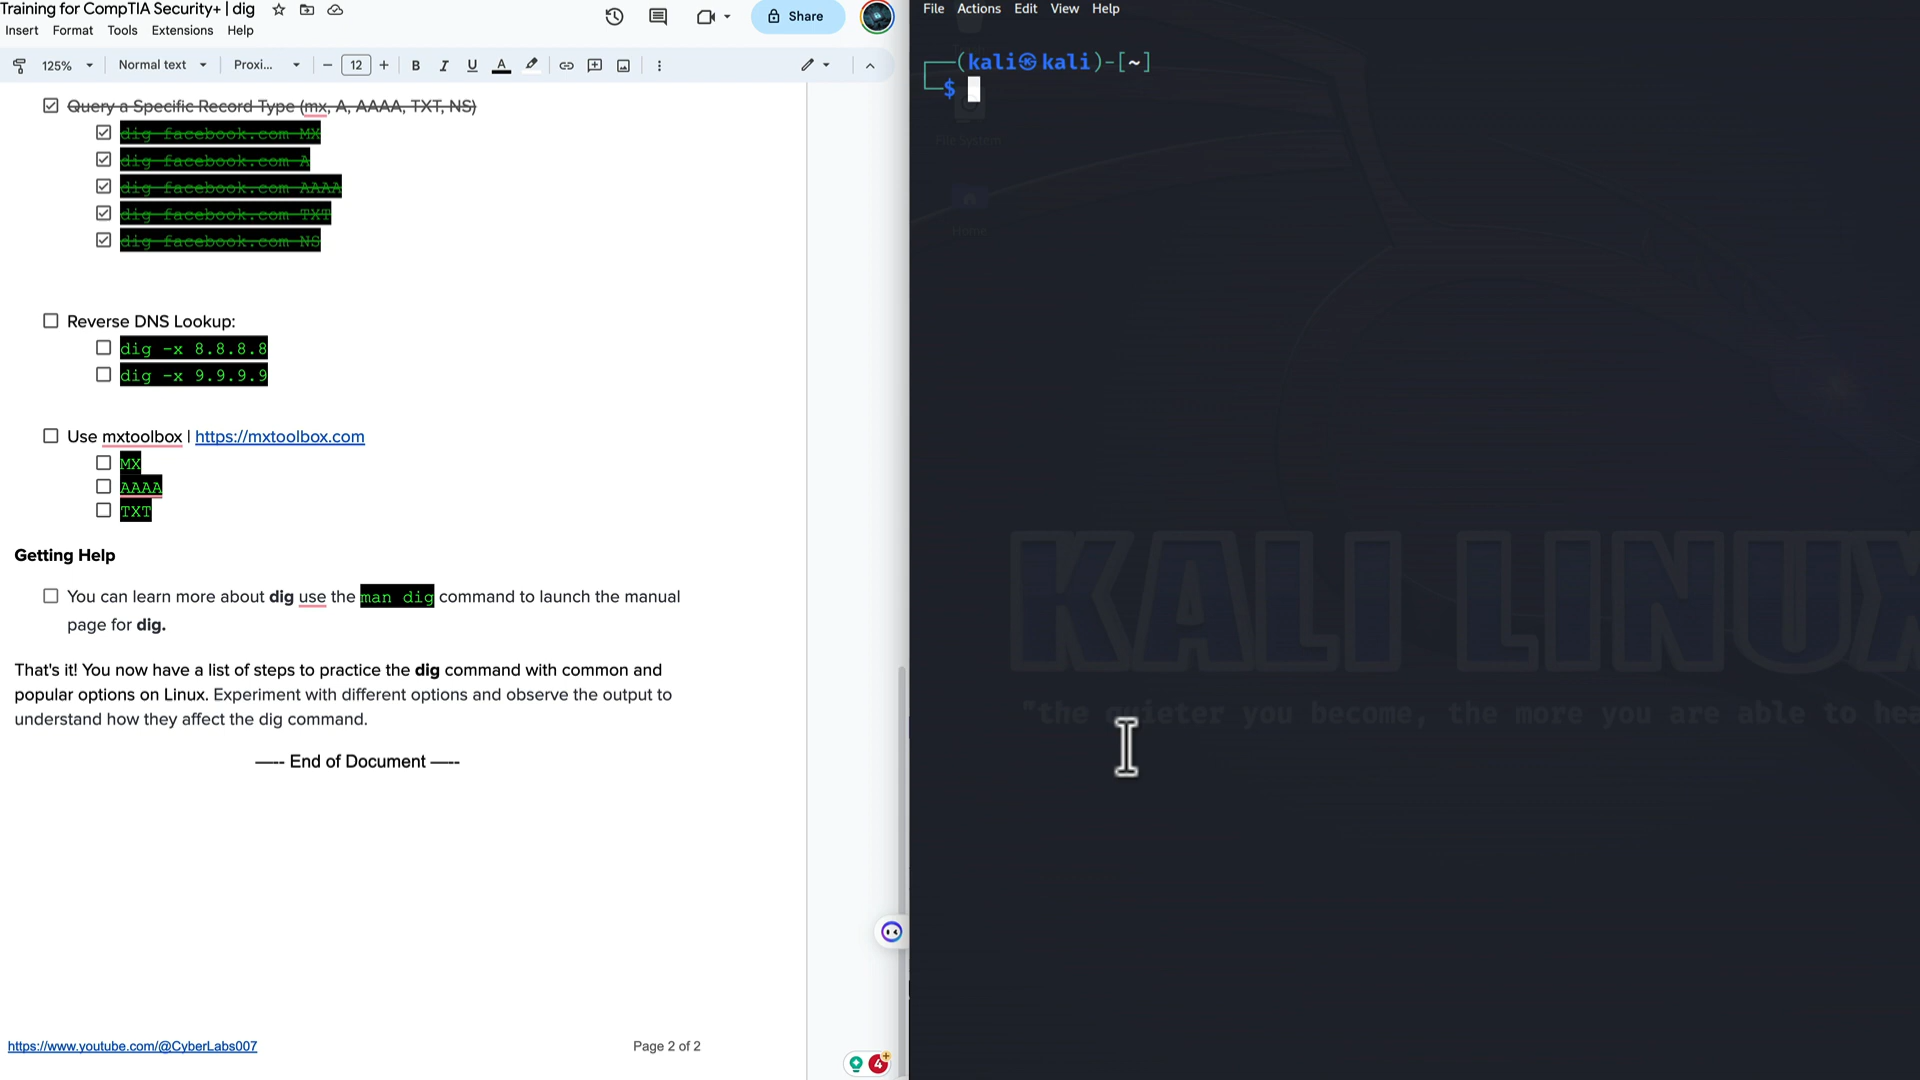 Training for CompTIA Security+ | dig
Share
Insert Format Tools Extensions Help
125% Normal text Proxi... 12 B I U A
Query a Specific Record Type (mx, A, AAAA, TXT, NS)
dig facebook.com MX
dig facebook.com A
dig facebook.com AAAA
dig facebook.com TXT
dig facebook.com NS
Reverse DNS Lookup:
dig -x 8.8.8.8
dig -x 9.9.9.9
Use mxtoolbox | https://mxtoolbox.com
MX
AAAA
TXT
Getting Help
You can learn more about dig use the man dig command to launch the manual
page for dig.
That's it! You now have a list of steps to practice the dig command with common and
popular options on Linux. Experiment with different options and observe the output to
understand how they affect the dig command.
—-- End of Document —--
https://www.youtube.com/@CyberLabs007 Page 2 of 2
4
File Actions Edit View Help
(kali㉿kali)-[~]
$
File System
Home
KALI LINUX
"the quieter you become, the more you are able to hea